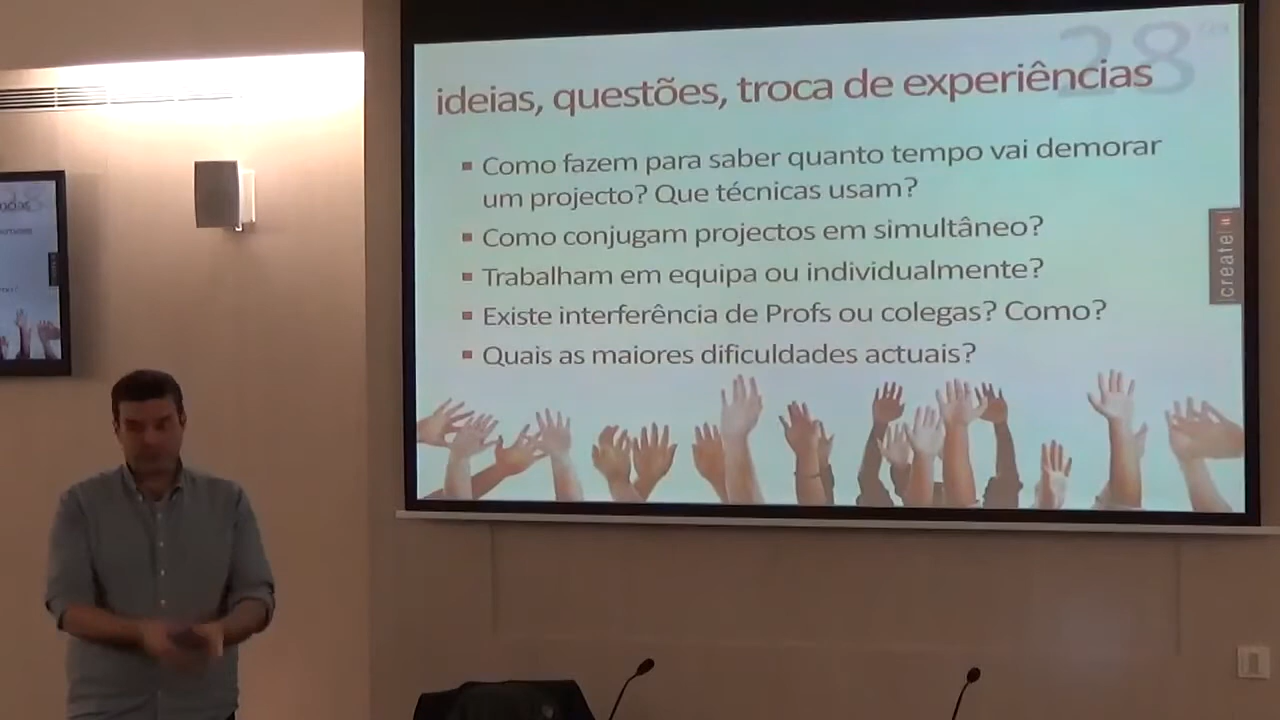 28
ideias, questões, troca de experiências
Como fazem para saber quanto tempo vai demorar
um projecto? Que técnicas usam?
Como conjugam projectos em simultâneo?
Trabalham em equipa ou individualmente?
Existe interferência de Profs ou colegas? Como?
Quais as maiores dificuldades actuais?
create